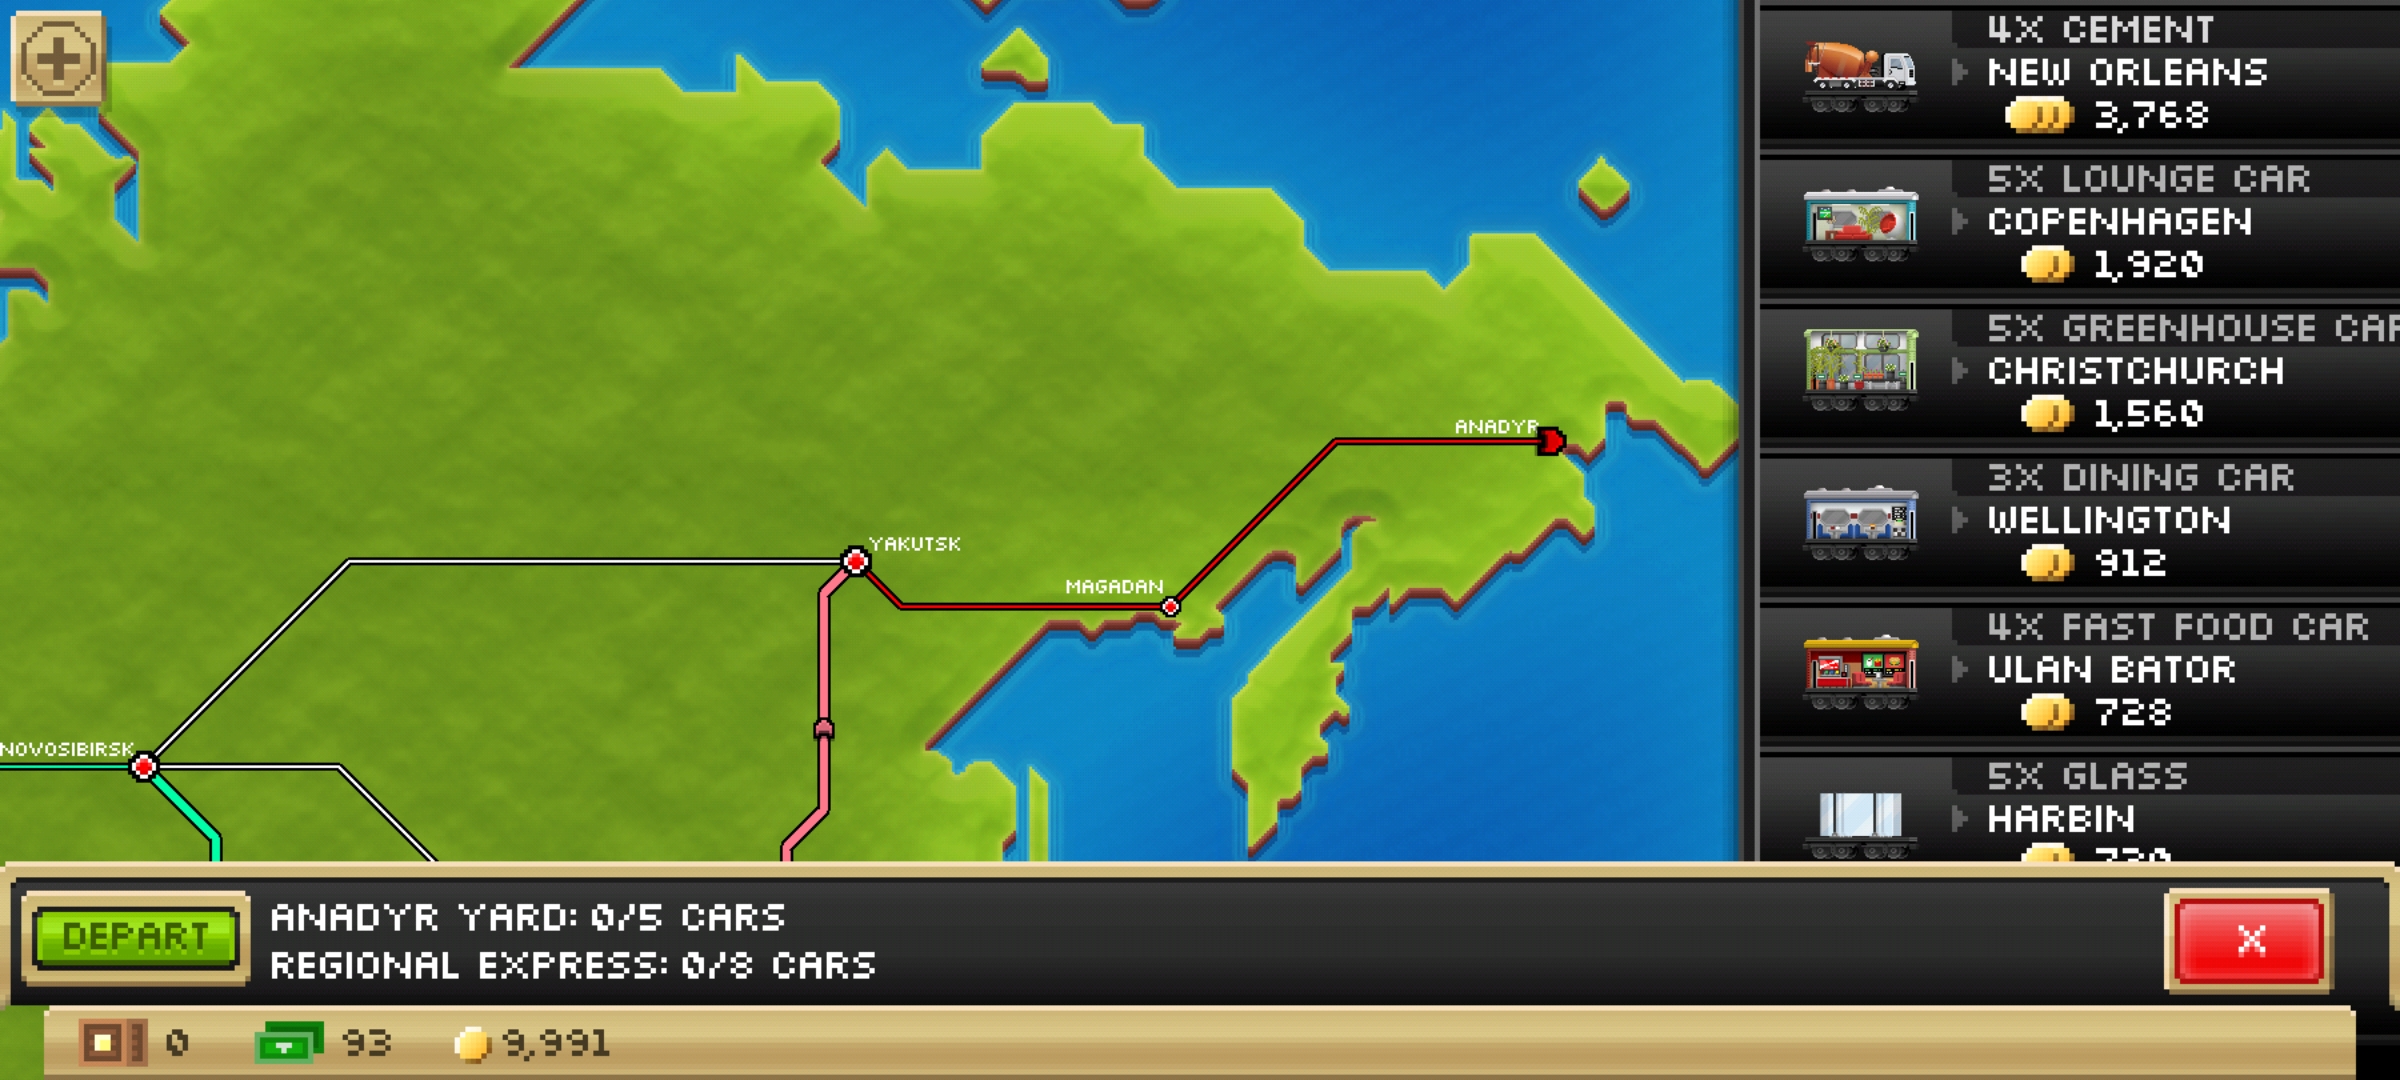 4X CEMENT
NEW ORLEANS
3,768
5X LOUNGE CAR
COPENHAGEN
1,920
5X GREENHOUSE CAR
CHRISTCHURCH
1,560
3X DINING CAR
WELLINGTON
912
4X FAST FOOD CAR
ULAN BATOR
728
5X GLASS
HARBIN
ANADYR
YAKUTSK
MAGADAN
NOVOSIBIRSK
DEPART
ANADYR YARD: 0/5 CARS
REGIONAL EXPRESS: 0/8 CARS
X
0 93 9,991